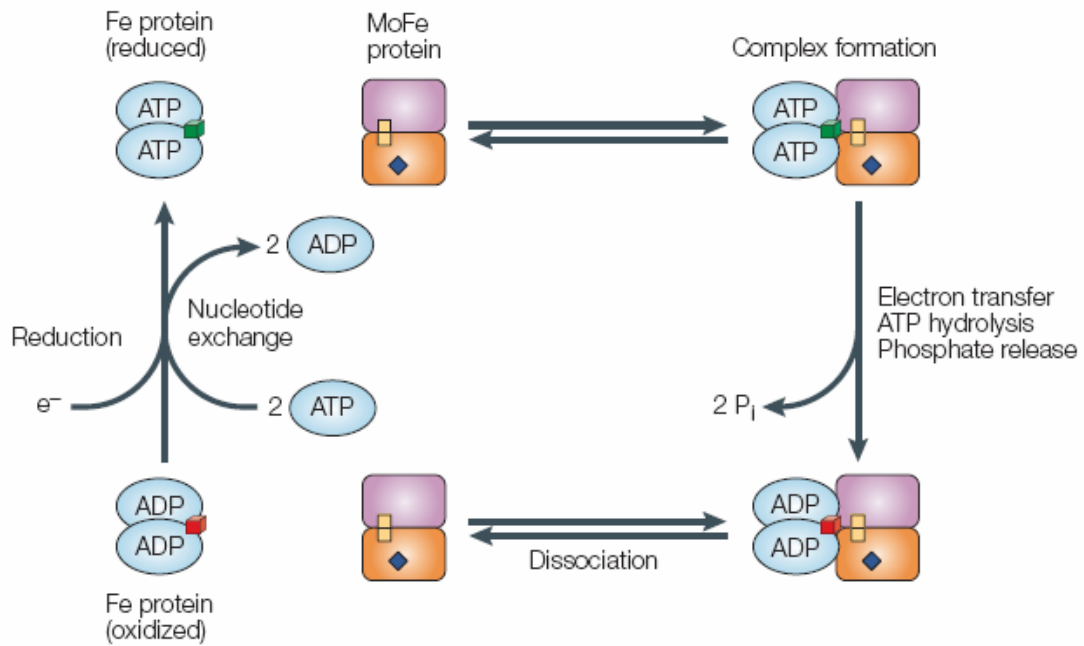 Fe protein
(reduced)
MoFe
protein
Complex formation
ATP
ATP
ATP
ATP
2 ADP
Nucleotide
exchange
Reduction
e⁻
2 ATP
Electron transfer
ATP hydrolysis
Phosphate release
2 Pi
ADP
ADP
ADP
ADP
Dissociation
Fe protein
(oxidized)